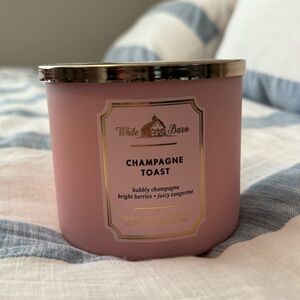 White Barn
CHAMPAGNE
TOAST
bubbly champagne
bright berries • juicy tangerine